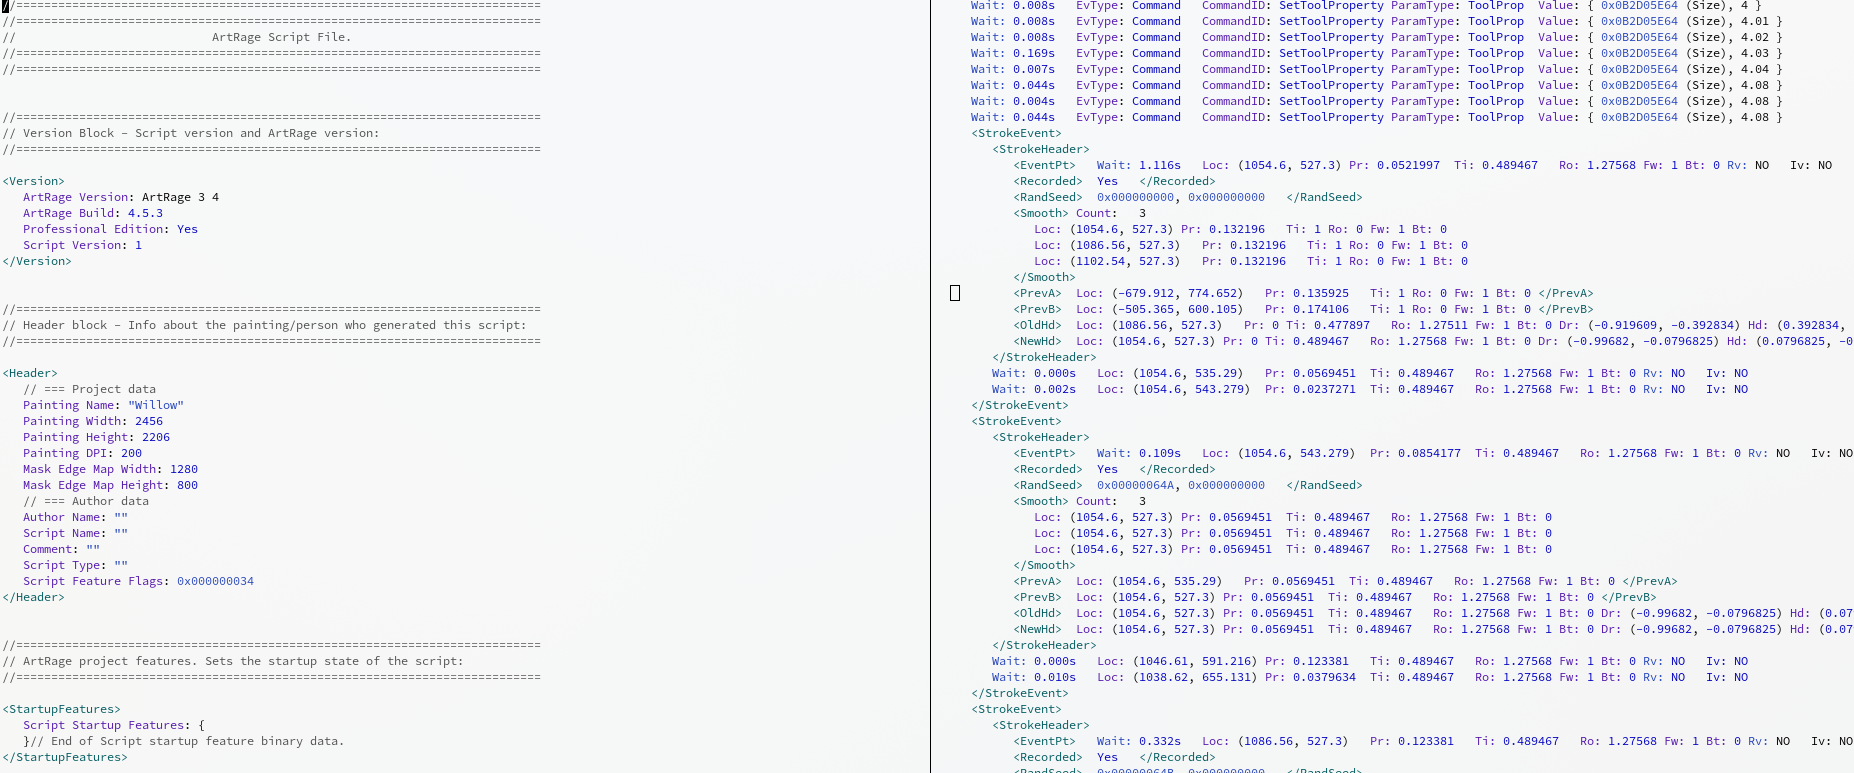 //===========================================================================
//===========================================================================
//                            ArtRage Script File.
//===========================================================================
//===========================================================================
//===========================================================================
// Version Block - Script version and ArtRage version:
//===========================================================================
<Version>
   ArtRage Version: ArtRage 3 4
   ArtRage Build: 4.5.3
   Professional Edition: Yes
   Script Version: 1
</Version>
//===========================================================================
// Header block - Info about the painting/person who generated this script:
//===========================================================================
<Header>
   // === Project data
   Painting Name: "Willow"
   Painting Width: 2456
   Painting Height: 2206
   Painting DPI: 200
   Mask Edge Map Width: 1280
   Mask Edge Map Height: 800
   // === Author data
   Author Name: ""
   Script Name: ""
   Comment: ""
   Script Type: ""
   Script Feature Flags: 0x000000034
</Header>
//===========================================================================
// ArtRage project features. Sets the startup state of the script:
//===========================================================================
<StartupFeatures>
   Script Startup Features: {
   }// End of Script startup feature binary data.
</StartupFeatures>
Wait: 0.008s   EvType: Command   CommandID: SetToolProperty ParamType: ToolProp  Value: { 0x0B2D05E64 (Size), 4 }
Wait: 0.008s   EvType: Command   CommandID: SetToolProperty ParamType: ToolProp  Value: { 0x0B2D05E64 (Size), 4.01 }
Wait: 0.008s   EvType: Command   CommandID: SetToolProperty ParamType: ToolProp  Value: { 0x0B2D05E64 (Size), 4.02 }
Wait: 0.169s   EvType: Command   CommandID: SetToolProperty ParamType: ToolProp  Value: { 0x0B2D05E64 (Size), 4.03 }
Wait: 0.007s   EvType: Command   CommandID: SetToolProperty ParamType: ToolProp  Value: { 0x0B2D05E64 (Size), 4.04 }
Wait: 0.044s   EvType: Command   CommandID: SetToolProperty ParamType: ToolProp  Value: { 0x0B2D05E64 (Size), 4.08 }
Wait: 0.004s   EvType: Command   CommandID: SetToolProperty ParamType: ToolProp  Value: { 0x0B2D05E64 (Size), 4.08 }
Wait: 0.044s   EvType: Command   CommandID: SetToolProperty ParamType: ToolProp  Value: { 0x0B2D05E64 (Size), 4.08 }
<StrokeEvent>
   <StrokeHeader>
      <EventPt>   Wait: 1.116s   Loc: (1054.6, 527.3) Pr: 0.0521997  Ti: 0.489467   Ro: 1.27568 Fw: 1 Bt: 0 Rv: NO   Iv: NO
      <Recorded>  Yes   </Recorded>
      <RandSeed>  0x000000000, 0x000000000   </RandSeed>
      <Smooth> Count:   3
         Loc: (1054.6, 527.3) Pr: 0.132196   Ti: 1 Ro: 0 Fw: 1 Bt: 0
         Loc: (1086.56, 527.3)   Pr: 0.132196   Ti: 1 Ro: 0 Fw: 1 Bt: 0
         Loc: (1102.54, 527.3)   Pr: 0.132196   Ti: 1 Ro: 0 Fw: 1 Bt: 0
      </Smooth>
      <PrevA>  Loc: (-679.912, 774.652)   Pr: 0.135925   Ti: 1 Ro: 0 Fw: 1 Bt: 0 </PrevA>
      <PrevB>  Loc: (-505.365, 600.105)   Pr: 0.174106   Ti: 1 Ro: 0 Fw: 1 Bt: 0 </PrevB>
      <OldHd>  Loc: (1086.56, 527.3)   Pr: 0 Ti: 0.477897   Ro: 1.27511 Fw: 1 Bt: 0 Dr: (-0.919609, -0.392834) Hd: (0.392834,
      <NewHd>  Loc: (1054.6, 527.3) Pr: 0 Ti: 0.489467   Ro: 1.27568 Fw: 1 Bt: 0 Dr: (-0.99682, -0.0796825) Hd: (0.0796825, -0
   </StrokeHeader>
   Wait: 0.000s   Loc: (1054.6, 535.29)   Pr: 0.0569451  Ti: 0.489467   Ro: 1.27568 Fw: 1 Bt: 0 Rv: NO   Iv: NO
   Wait: 0.002s   Loc: (1054.6, 543.279)  Pr: 0.0237271  Ti: 0.489467   Ro: 1.27568 Fw: 1 Bt: 0 Rv: NO   Iv: NO
</StrokeEvent>
<StrokeEvent>
   <StrokeHeader>
      <EventPt>   Wait: 0.109s   Loc: (1054.6, 543.279)  Pr: 0.0854177  Ti: 0.489467   Ro: 1.27568 Fw: 1 Bt: 0 Rv: NO   Iv: NO
      <Recorded>  Yes   </Recorded>
      <RandSeed>  0x00000064A, 0x000000000   </RandSeed>
      <Smooth> Count:   3
         Loc: (1054.6, 527.3) Pr: 0.0569451  Ti: 0.489467   Ro: 1.27568 Fw: 1 Bt: 0
         Loc: (1054.6, 527.3) Pr: 0.0569451  Ti: 0.489467   Ro: 1.27568 Fw: 1 Bt: 0
         Loc: (1054.6, 527.3) Pr: 0.0569451  Ti: 0.489467   Ro: 1.27568 Fw: 1 Bt: 0
      </Smooth>
      <PrevA>  Loc: (1054.6, 535.29)   Pr: 0.0569451  Ti: 0.489467   Ro: 1.27568 Fw: 1 Bt: 0 </PrevA>
      <PrevB>  Loc: (1054.6, 527.3) Pr: 0.0569451  Ti: 0.489467   Ro: 1.27568 Fw: 1 Bt: 0 </PrevB>
      <OldHd>  Loc: (1054.6, 527.3) Pr: 0.0569451  Ti: 0.489467   Ro: 1.27568 Fw: 1 Bt: 0 Dr: (-0.99682, -0.0796825) Hd: (0.07
      <NewHd>  Loc: (1054.6, 527.3) Pr: 0.0569451  Ti: 0.489467   Ro: 1.27568 Fw: 1 Bt: 0 Dr: (-0.99682, -0.0796825) Hd: (0.07
   </StrokeHeader>
   Wait: 0.000s   Loc: (1046.61, 591.216) Pr: 0.123381   Ti: 0.489467   Ro: 1.27568 Fw: 1 Bt: 0 Rv: NO   Iv: NO
   Wait: 0.010s   Loc: (1038.62, 655.131) Pr: 0.0379634  Ti: 0.489467   Ro: 1.27568 Fw: 1 Bt: 0 Rv: NO   Iv: NO
</StrokeEvent>
<StrokeEvent>
   <StrokeHeader>
      <EventPt>   Wait: 0.332s   Loc: (1086.56, 527.3)   Pr: 0.123381   Ti: 0.489467   Ro: 1.27568 Fw: 1 Bt: 0 Rv: NO   Iv: NO
      <Recorded>  Yes   </Recorded>